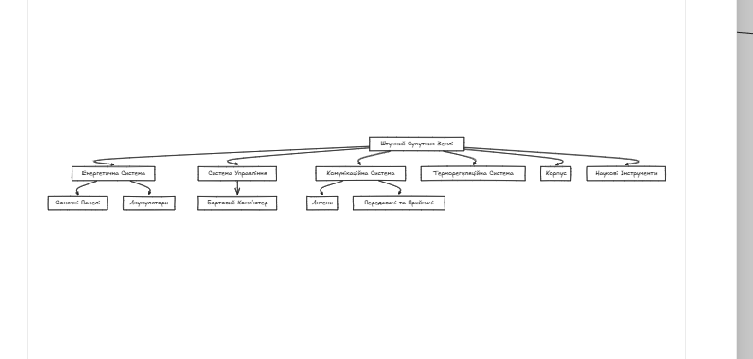 Штучний Супутник Землі
Енергетична Система
Система Управління
Комунікаційна Система
Терморегуляційна Система
Корпус
Наукові Інструменти
Сонячні Панелі
Акумулятори
Бортовий Комп'ютер
Антени
Передавачі та Приймачі